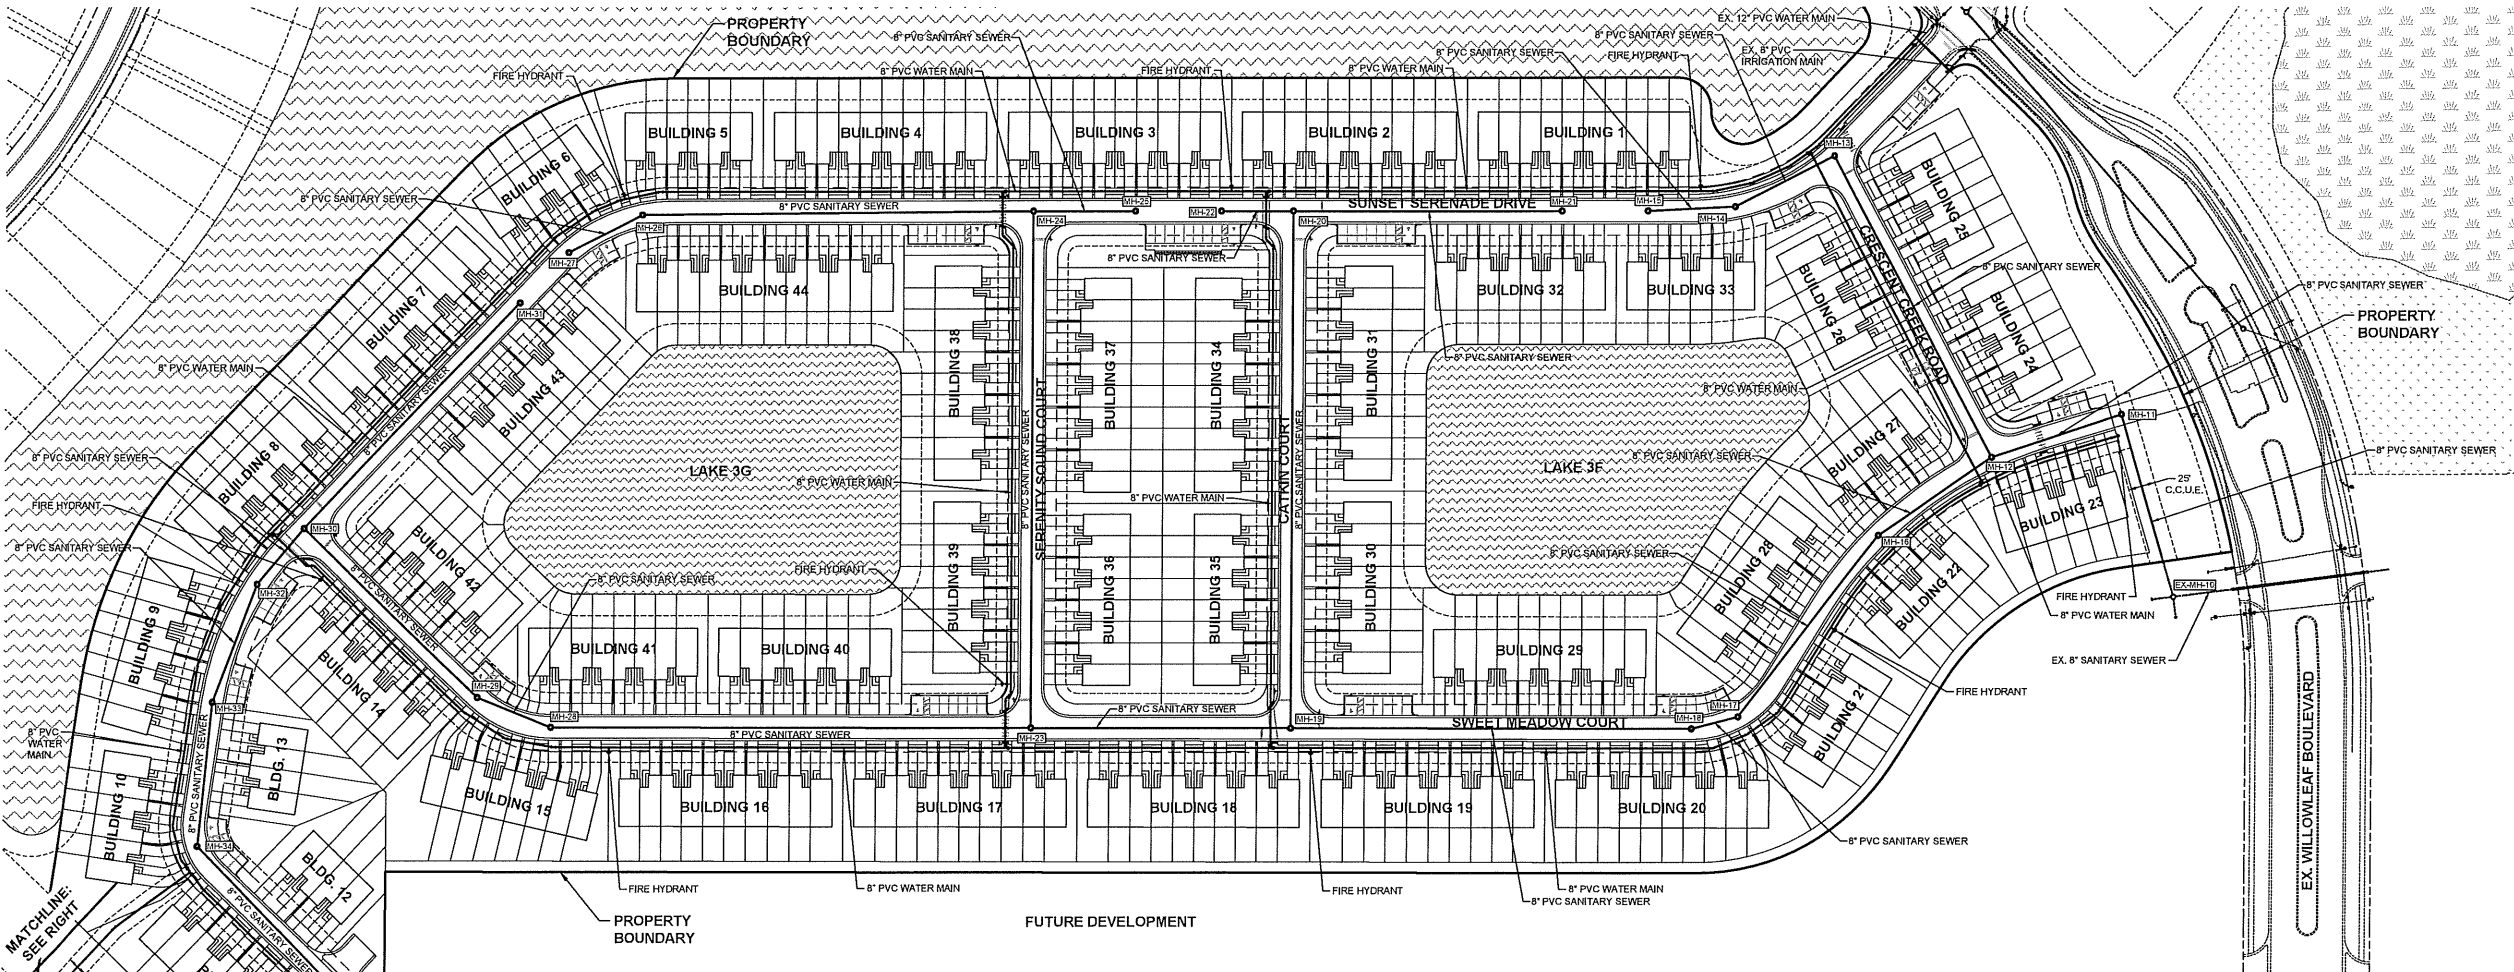 PROPERTY
BOUNDARY
8" PVC SANITARY SEWER
EX. 12" PVC WATER MAIN
8" PVC SANITARY SEWER
8" PVC SANITARY SEWER
FIRE HYDRANT
EX. 8" PVC
IRRIGATION MAIN
FIRE HYDRANT
8" PVC WATER MAIN
FIRE HYDRANT
8" PVC WATER MAIN
BUILDING 5
BUILDING 4
BUILDING 3
BUILDING 2
BUILDING 1
MH-13
BUILDING 6
BUILDING 25
8" PVC SANITARY SEWER
8" PVC SANITARY SEWER
MH-25
MH-22
SUNSET SERENADE DRIVE
MH-21
MH-15
MH-14
MH-24
MH-20
MH-26
MH-27
8" PVC SANITARY SEWER
CRESCENT CREEK ROAD
8" PVC SANITARY SEWER
8" PVC SANITARY SEWER
BUILDING 7
MH-31
BUILDING 44
BUILDING 32
BUILDING 33
BUILDING 26
BUILDING 24
PROPERTY
BOUNDARY
BUILDING 38
BUILDING 37
BUILDING 34
BUILDING 31
8" PVC SANITARY SEWER
8" PVC WATER MAIN
8" PVC SANITARY SEWER
BUILDING 43
8" PVC WATER MAIN
MH-11
SERENITY SOUND COURT
8" PVC SANITARY SEWER
CATKIN COURT
8" PVC SANITARY SEWER
BUILDING 27
8" PVC SANITARY SEWER
8" PVC SANITARY SEWER
BUILDING 8
LAKE 3G
LAKE 3F
8" PVC SANITARY SEWER
MH-12
8" PVC WATER MAIN
8" PVC WATER MAIN
25'
C.C.U.E.
FIRE HYDRANT
BUILDING 23
MH-30
MH-16
8" PVC SANITARY SEWER
BUILDING 42
BUILDING 39
BUILDING 36
BUILDING 35
BUILDING 30
8" PVC SANITARY SEWER
BUILDING 28
8" PVC SANITARY SEWER
8" PVC SANITARY SEWER
FIRE HYDRANT
BUILDING 22
EX-MH-10
FIRE HYDRANT
MH-32
8" PVC WATER MAIN
BUILDING 9
BUILDING 14
BUILDING 41
BUILDING 40
BUILDING 29
EX. 8" SANITARY SEWER
MH-29
BUILDING 21
FIRE HYDRANT
MH-33
MH-28
8" PVC SANITARY SEWER
MH-19
SWEET MEADOW COURT
MH-18
MH-17
8" PVC SANITARY SEWER
MH-23
8" PVC
WATER
MAIN
8" PVC SANITARY SEWER
BLDG. 13
BUILDING 10
BUILDING 15
BUILDING 16
BUILDING 17
BUILDING 18
BUILDING 19
BUILDING 20
EX. WILLOWLEAF BOULEVARD
MH-34
8" PVC SANITARY SEWER
BLDG. 12
8" PVC SANITARY SEWER
FIRE HYDRANT
8" PVC WATER MAIN
FIRE HYDRANT
8" PVC WATER MAIN
8" PVC SANITARY SEWER
MATCHLINE:
SEE RIGHT
PROPERTY
BOUNDARY
FUTURE DEVELOPMENT